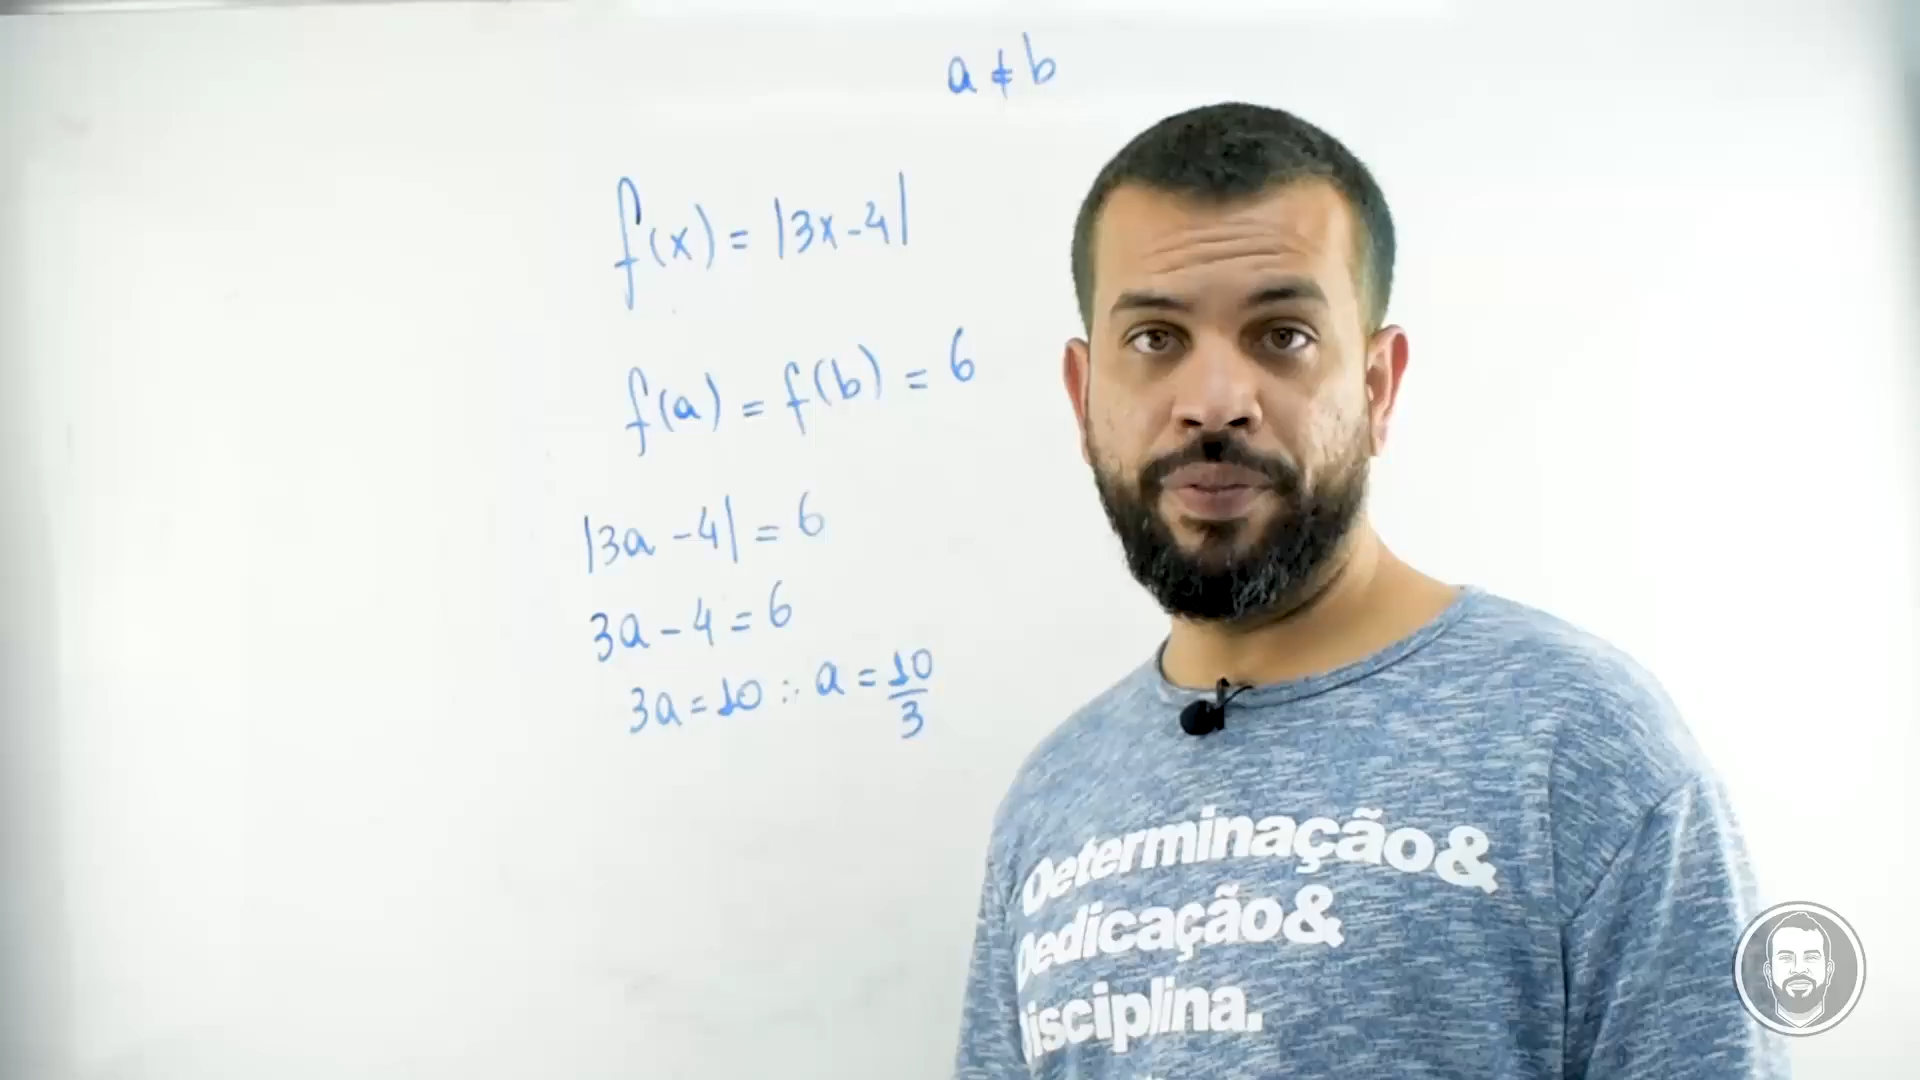 a ≠ b
f(x) = |3x-4|
f(a) = f(b) = 6
|3a-4| = 6
3a-4 = 6
3a = 10 ∴ a = 10/3
Determinação&
Dedicação&
Disciplina.